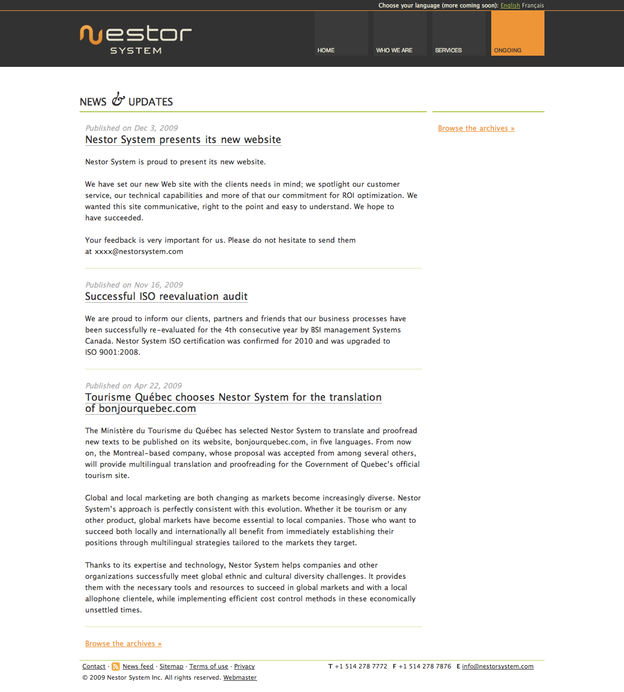 Choose your language (more coming soon): English Français
Nestor
SYSTEM
HOME
WHO WE ARE
SERVICES
ONGOING
NEWS & UPDATES
Published on Dec 3, 2009
Nestor System presents its new website
Nestor System is proud to present its new website.
We have set our new Web site with the clients needs in mind; we spotlight our customer
service, our technical capabilities and more of that our commitment for ROI optimization. We
wanted this site communicative, right to the point and easy to understand. We hope to
have succeeded.
Your feedback is very important for us. Please do not hesitate to send them
at xxxx@nestorsystem.com
Browse the archives »
Published on Nov 16, 2009
Successful ISO reevaluation audit
We are proud to inform our clients, partners and friends that our business processes have
been successfully re-evaluated for the 4th consecutive year by BSI management Systems
Canada. Nestor System ISO certification was confirmed for 2010 and was upgraded to
ISO 9001:2008.
Published on Apr 22, 2009
Tourisme Québec chooses Nestor System for the translation
of bonjourquebec.com
The Ministère du Tourisme du Québec has selected Nestor System to translate and proofread
new texts to be published on its website, bonjourquebec.com, in five languages. From now
on, the Montreal-based company, whose proposal was accepted from among several others,
will provide multilingual translation and proofreading for the Government of Quebec's official
tourism site.
Global and local marketing are both changing as markets become increasingly diverse. Nestor
System's approach is perfectly consistent with this evolution. Whether it be tourism or any
other product, global markets have become essential to local companies. Those who want to
succeed both locally and internationally all benefit from immediately establishing their
positions through multilingual strategies tailored to the markets they target.
Thanks to its expertise and technology, Nestor System helps companies and other
organizations successfully meet global ethnic and cultural diversity challenges. It provides
them with the necessary tools and resources to succeed in global markets and with a local
allophone clientele, while implementing efficient cost control methods in these economically
unsettled times.
Browse the archives »
Contact · News feed · Sitemap · Terms of use · Privacy
T +1 514 278 7772 F +1 514 278 7876 E info@nestorsystem.com
© 2009 Nestor System Inc. All rights reserved. Webmaster